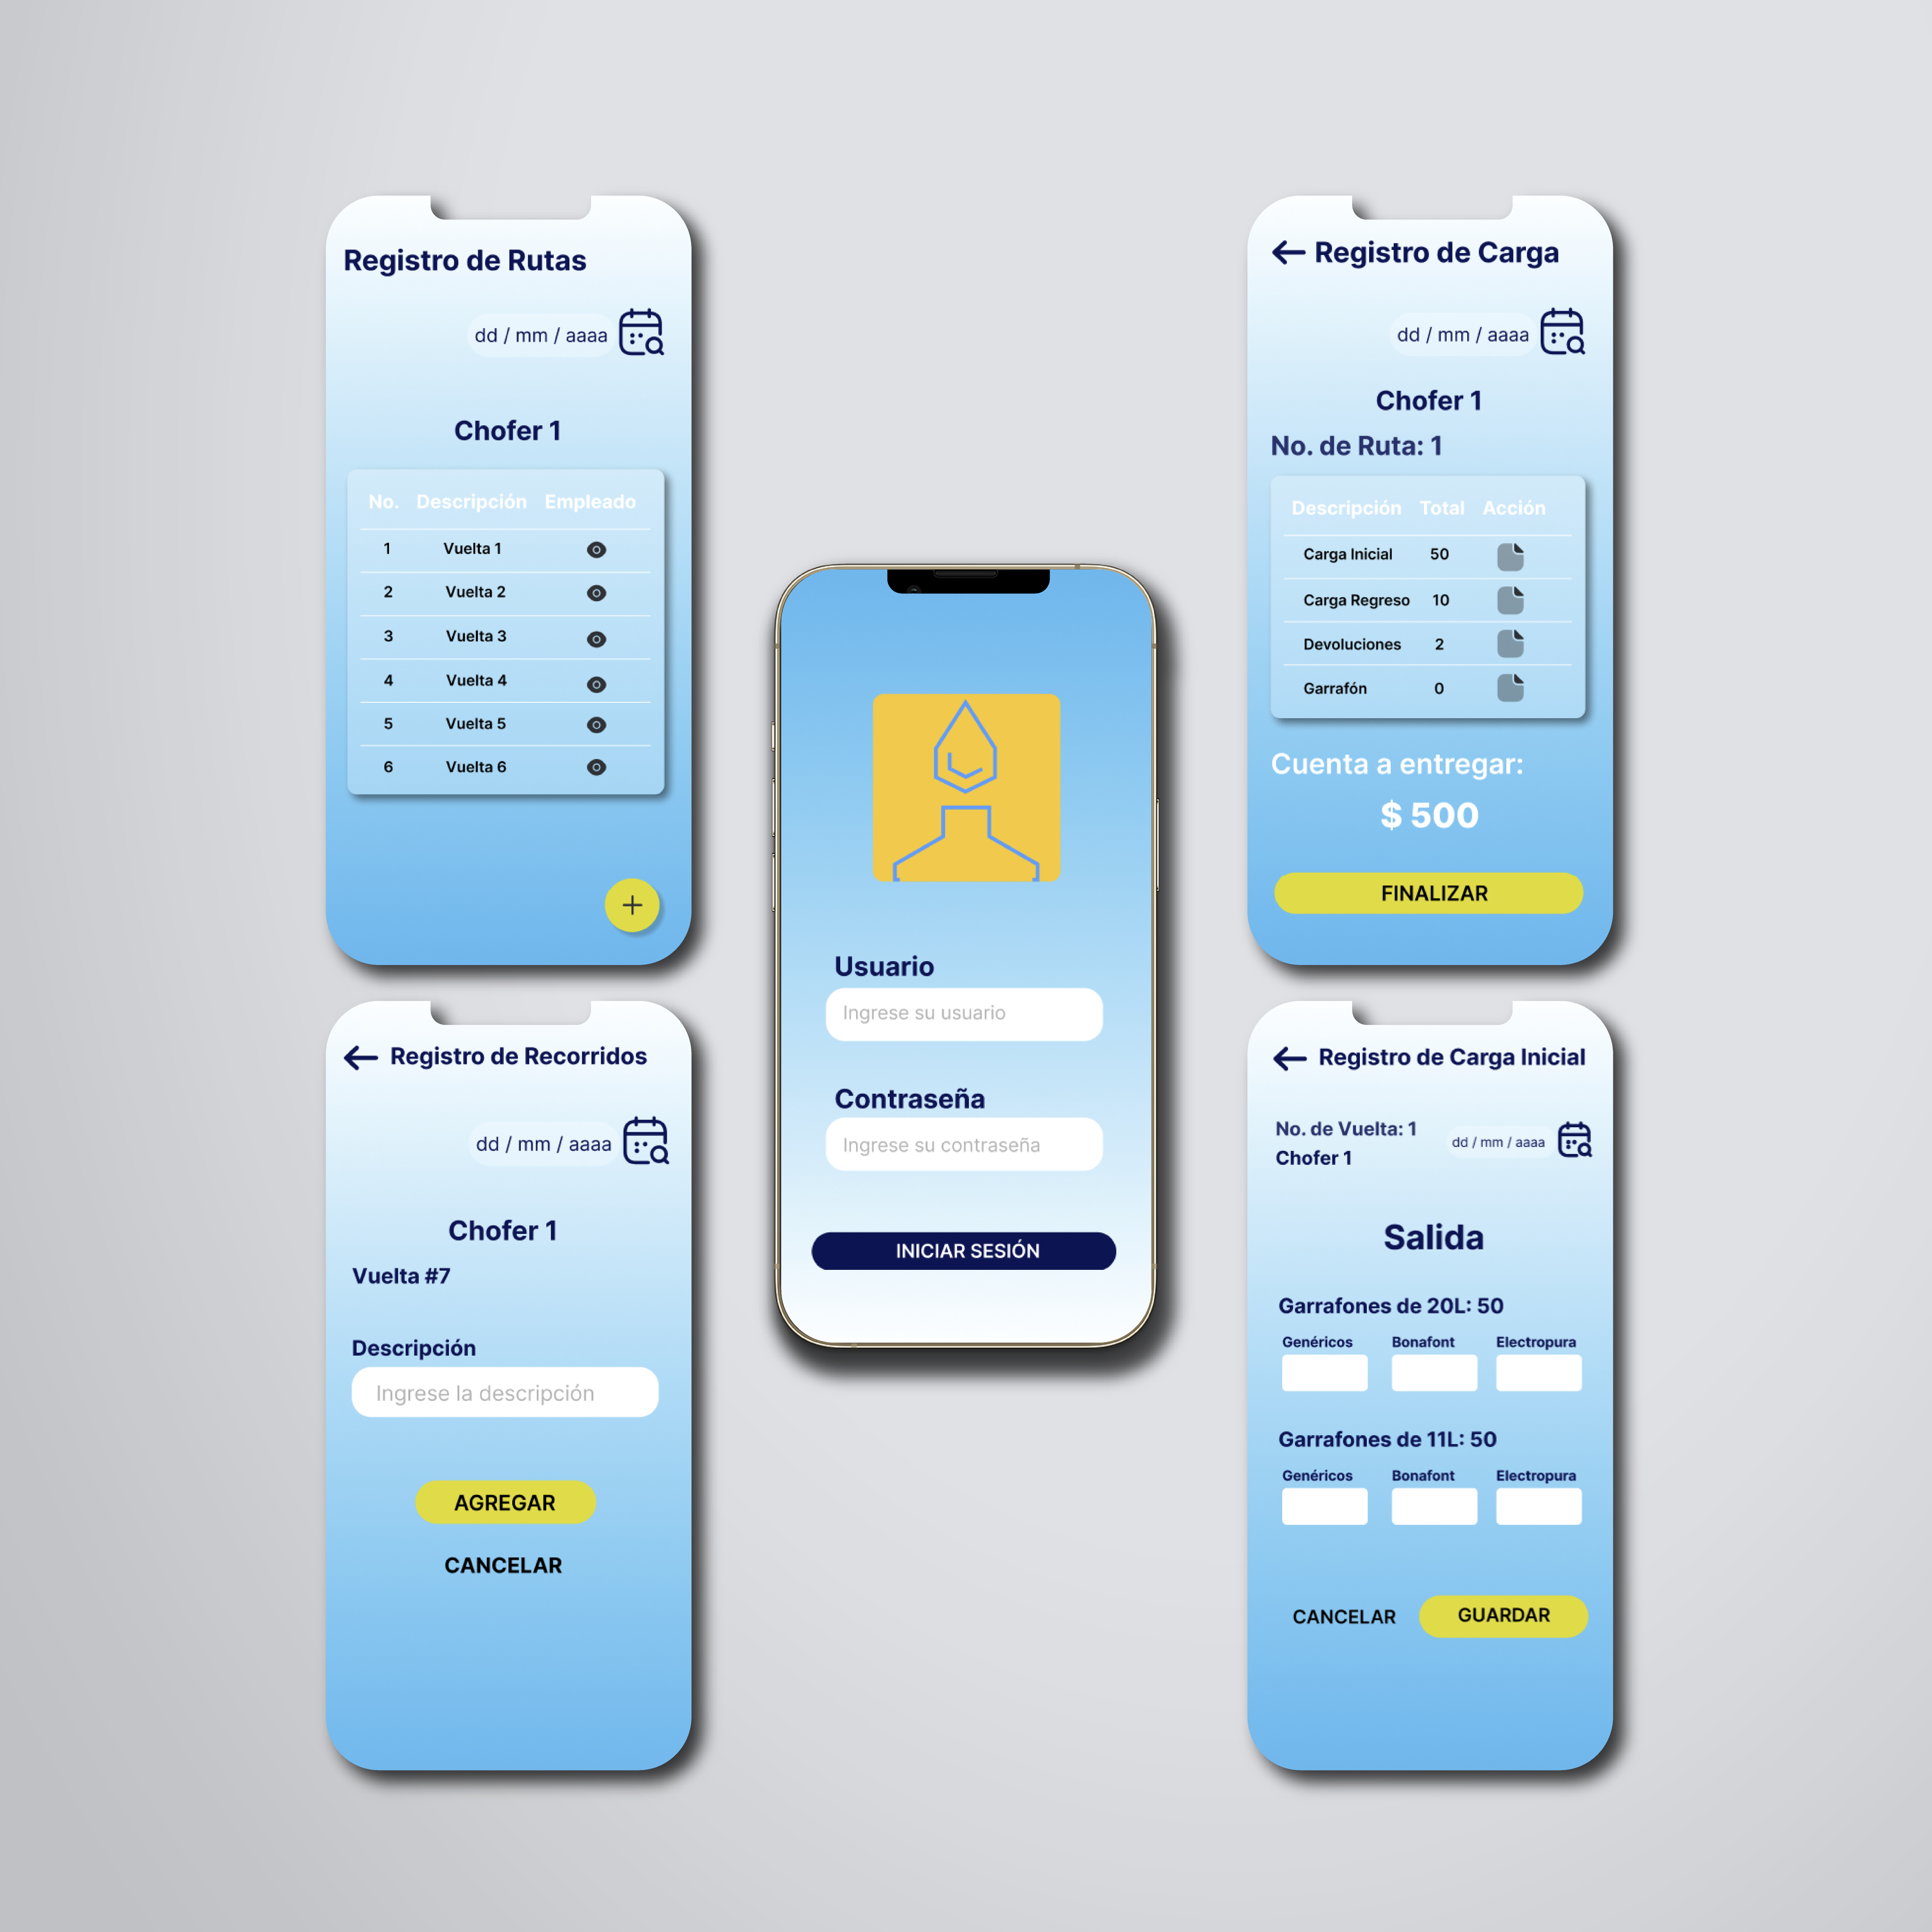 Registro de Rutas
dd / mm / aaaa
Chofer 1
No. Descripción Empleado
1 Vuelta 1
2 Vuelta 2
3 Vuelta 3
4 Vuelta 4
5 Vuelta 5
6 Vuelta 6
+
Registro de Recorridos
dd / mm / aaaa
Chofer 1
Vuelta #7
Descripción
Ingrese la descripción
AGREGAR
CANCELAR
Usuario
Ingrese su usuario
Contraseña
Ingrese su contraseña
INICIAR SESIÓN
Registro de Carga
dd / mm / aaaa
Chofer 1
No. de Ruta: 1
Descripción Total Acción
Carga Inicial 50
Carga Regreso 10
Devoluciones 2
Garrafón 0
Cuenta a entregar:
$ 500
FINALIZAR
Registro de Carga Inicial
No. de Vuelta: 1 dd / mm / aaaa
Chofer 1
Salida
Garrafones de 20L: 50
Genéricos Bonafont Electropura
Garrafones de 11L: 50
Genéricos Bonafont Electropura
CANCELAR GUARDAR